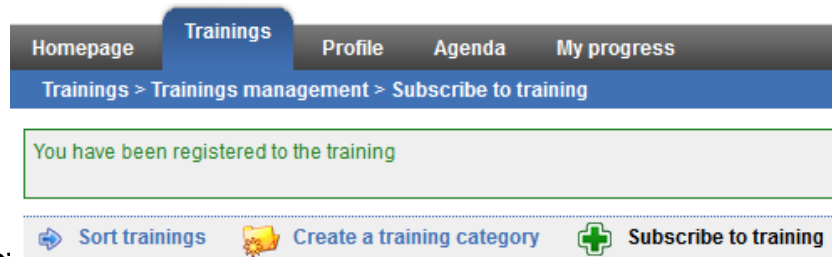 Homepage Trainings Profile Agenda My progress
Trainings > Trainings management > Subscribe to training
You have been registered to the training
Sort trainings Create a training category Subscribe to training